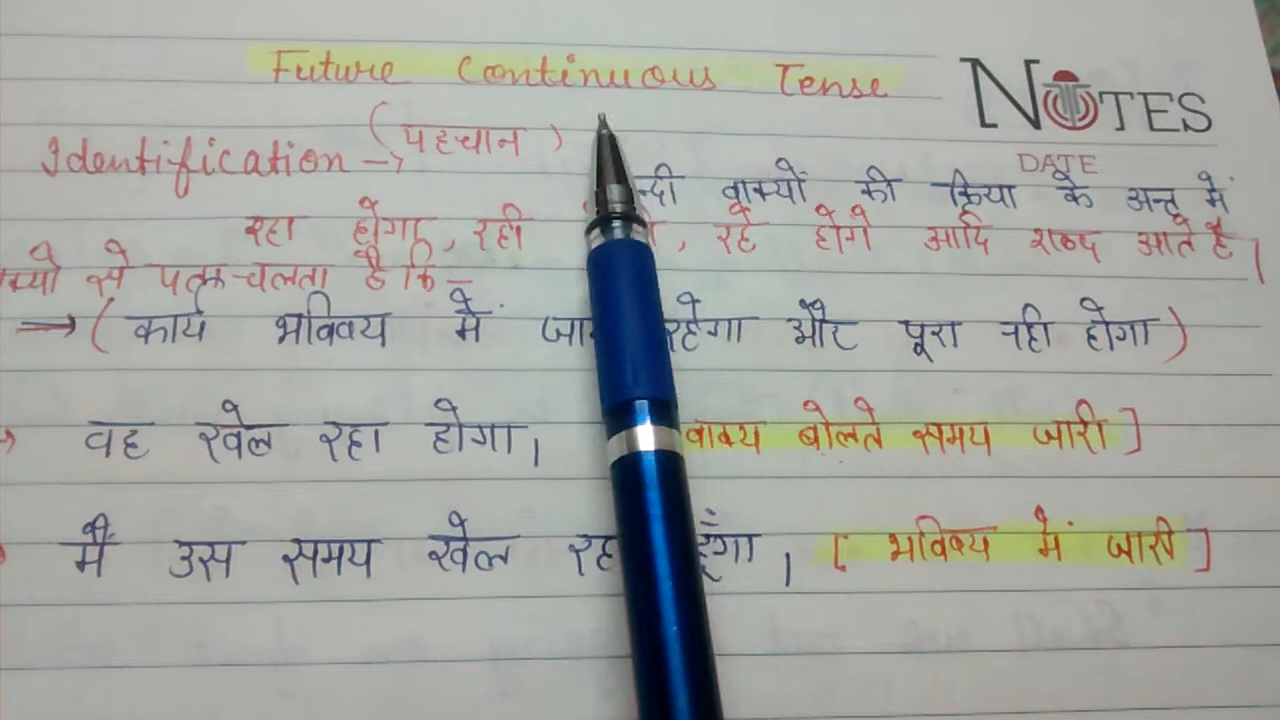 Future Continuous Tense
NOTES
Identification → (पहचान)
DATE
वाक्यों की क्रिया के अन्त में
रहा होगा, रही , रहे होगे आदि शब्द आते है।
से पता चलता है कि –
→ ( कार्य भविष्य में और पूरा नही होगा )
वह खेल रहा होगा। वाक्य बोलते समय जारी ]
मैं उस समय खेल [ भविष्य में जारी ]